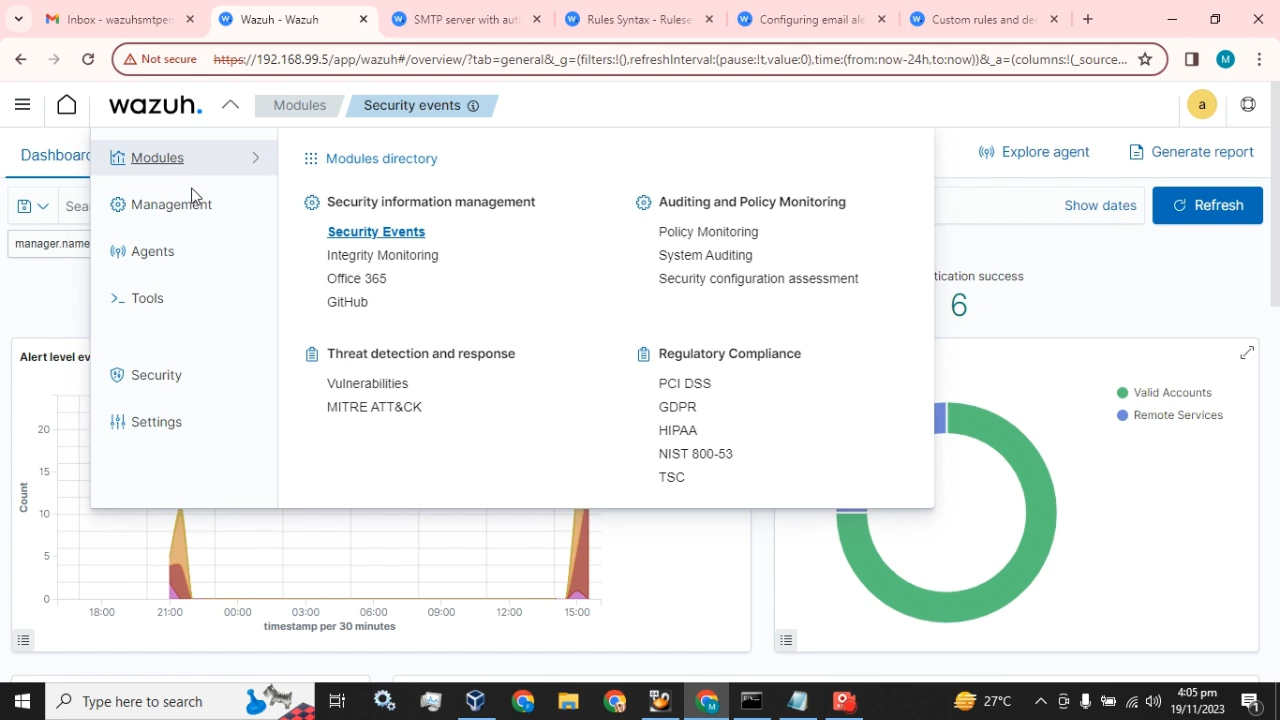 Inbox - wazuhsmtpen
Wazuh - Wazuh
SMTP server with aut
Rules Syntax - Rulese
Configuring email ale
Custom rules and dec
Not secure
https://192.168.99.5/app/wazuh#/overview/?tab=general&_g=(filters:!(),refreshInterval:(pause:!t,value:0),time:(from:now-24h,to:now))&_a=(columns:!(_source...
M
wazuh.
Modules
Security events
a
Dashboard
Explore agent
Generate report
Sea
Show dates
Refresh
manager.name
Modules
Management
Agents
Tools
Security
Settings
Modules directory
Security information management
Security Events
Integrity Monitoring
Office 365
GitHub
Auditing and Policy Monitoring
Policy Monitoring
System Auditing
Security configuration assessment
Threat detection and response
Vulnerabilities
MITRE ATT&CK
Regulatory Compliance
PCI DSS
GDPR
HIPAA
NIST 800-53
TSC
tication success
6
Alert level ev
Count
20
15
10
5
0
18:00
21:00
00:00
03:00
06:00
09:00
12:00
15:00
timestamp per 30 minutes
Valid Accounts
Remote Services
Type here to search
27°C
4:05 pm
19/11/2023
1